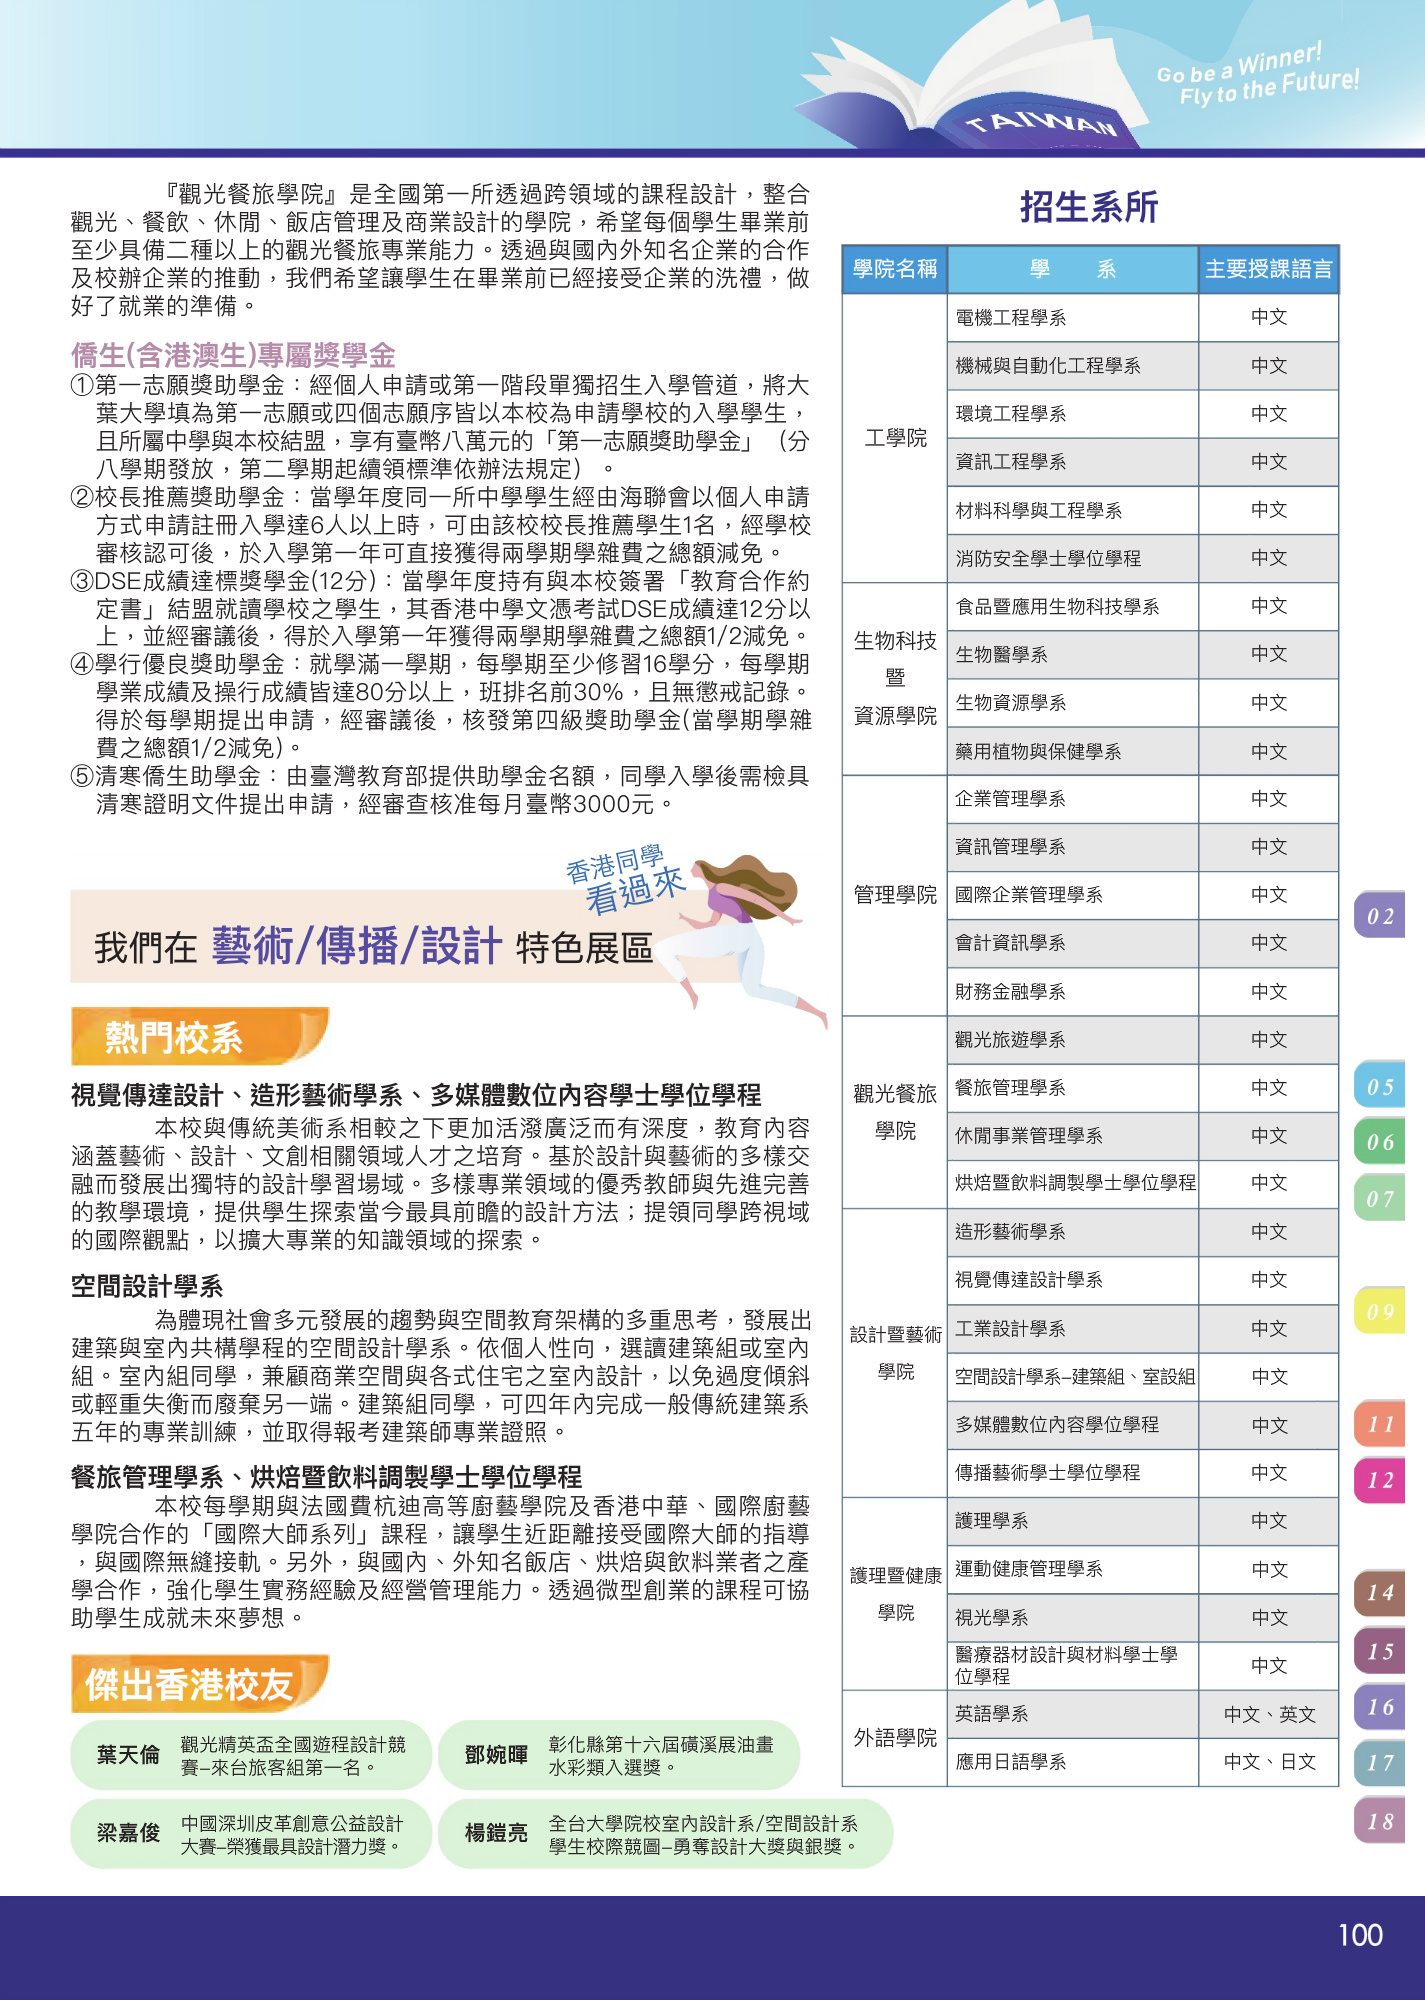 Go be a Winner!
Fly to the Future!
TAIWAN
『觀光餐旅學院』是全國第一所透過跨領域的課程設計，整合
觀光、餐飲、休閒、飯店管理及商業設計的學院，希望每個學生畢業前
至少具備二種以上的觀光餐旅專業能力。透過與國內外知名企業的合作
及校辦企業的推動，我們希望讓學生在畢業前已經接受企業的洗禮，做
好了就業的準備。
僑生(含港澳生)專屬獎學金
①第一志願獎助學金：經個人申請或第一階段單獨招生入學管道，將大
葉大學填為第一志願或四個志願序皆以本校為申請學校的入學學生，
且所屬中學與本校結盟，享有臺幣八萬元的「第一志願獎助學金」（分
八學期發放，第二學期起續領標準依辦法規定）。
②校長推薦獎助學金：當學年度同一所中學學生經由海聯會以個人申請
方式申請註冊入學達6人以上時，可由該校校長推薦學生1名，經學校
審核認可後，於入學第一年可直接獲得兩學期學雜費之總額減免。
③DSE成績達標獎學金(12分)：當學年度持有與本校簽署「教育合作約
定書」結盟就讀學校之學生，其香港中學文憑考試DSE成績達12分以
上，並經審議後，得於入學第一年獲得兩學期學雜費之總額1/2減免。
④學行優良獎助學金：就學滿一學期，每學期至少修習16學分，每學期
學業成績及操行成績皆達80分以上，班排名前30%，且無懲戒記錄。
得於每學期提出申請，經審議後，核發第四級獎助學金(當學期學雜
費之總額1/2減免)。
⑤清寒僑生助學金：由臺灣教育部提供助學金名額，同學入學後需檢具
清寒證明文件提出申請，經審查核准每月臺幣3000元。
香港同學
看過來
我們在 藝術/傳播/設計 特色展區
熱門校系
視覺傳達設計、造形藝術學系、多媒體數位內容學士學位學程
本校與傳統美術系相較之下更加活潑廣泛而有深度，教育內容
涵蓋藝術、設計、文創相關領域人才之培育。基於設計與藝術的多樣交
融而發展出獨特的設計學習場域。多樣專業領域的優秀教師與先進完善
的教學環境，提供學生探索當今最具前瞻的設計方法；提領同學跨視域
的國際觀點，以擴大專業的知識領域的探索。
空間設計學系
為體現社會多元發展的趨勢與空間教育架構的多重思考，發展出
建築與室內共構學程的空間設計學系。依個人性向，選讀建築組或室內
組。室內組同學，兼顧商業空間與各式住宅之室內設計，以免過度傾斜
或輕重失衡而廢棄另一端。建築組同學，可四年內完成一般傳統建築系
五年的專業訓練，並取得報考建築師專業證照。
餐旅管理學系、烘焙暨飲料調製學士學位學程
本校每學期與法國費杭迪高等廚藝學院及香港中華、國際廚藝
學院合作的「國際大師系列」課程，讓學生近距離接受國際大師的指導
，與國際無縫接軌。另外，與國內、外知名飯店、烘焙與飲料業者之產
學合作，強化學生實務經驗及經營管理能力。透過微型創業的課程可協
助學生成就未來夢想。
傑出香港校友
葉天倫 觀光精英盃全國遊程設計競
賽–來台旅客組第一名。
鄧婉暉 彰化縣第十六屆磺溪展油畫
水彩類入選獎。
梁嘉俊 中國深圳皮革創意公益設計
大賽–榮獲最具設計潛力獎。
楊鎧亮 全台大學院校室內設計系/空間設計系
學生校際競圖–勇奪設計大獎與銀獎。
招生系所
學院名稱 學 系 主要授課語言
工學院
電機工程學系 中文
機械與自動化工程學系 中文
環境工程學系 中文
資訊工程學系 中文
材料科學與工程學系 中文
消防安全學士學位學程 中文
生物科技
暨
資源學院
食品暨應用生物科技學系 中文
生物醫學系 中文
生物資源學系 中文
藥用植物與保健學系 中文
管理學院
企業管理學系 中文
資訊管理學系 中文
國際企業管理學系 中文
會計資訊學系 中文
財務金融學系 中文
觀光餐旅
學院
觀光旅遊學系 中文
餐旅管理學系 中文
休閒事業管理學系 中文
烘焙暨飲料調製學士學位學程 中文
設計暨藝術
學院
造形藝術學系 中文
視覺傳達設計學系 中文
工業設計學系 中文
空間設計學系–建築組、室設組 中文
多媒體數位內容學位學程 中文
傳播藝術學士學位學程 中文
護理暨健康
學院
護理學系 中文
運動健康管理學系 中文
視光學系 中文
醫療器材設計與材料學士學
位學程 中文
外語學院
英語學系 中文、英文
應用日語學系 中文、日文
02
05
06
07
09
11
12
14
15
16
17
18
100